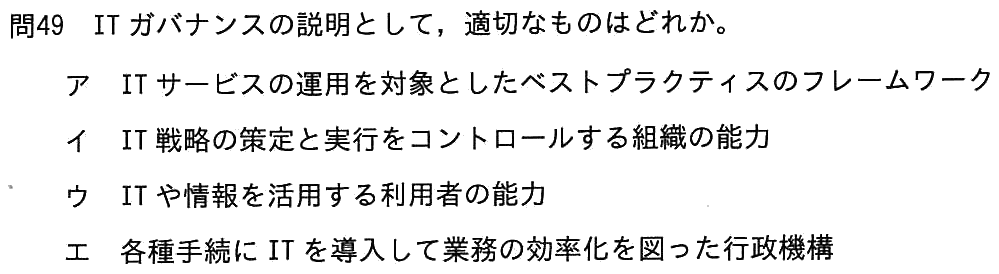 問49 ITガバナンスの説明として，適切なものはどれか。
ア ITサービスの運用を対象としたベストプラクティスのフレームワーク
イ IT戦略の策定と実行をコントロールする組織の能力
ウ ITや情報を活用する利用者の能力
エ 各種手続にITを導入して業務の効率化を図った行政機構